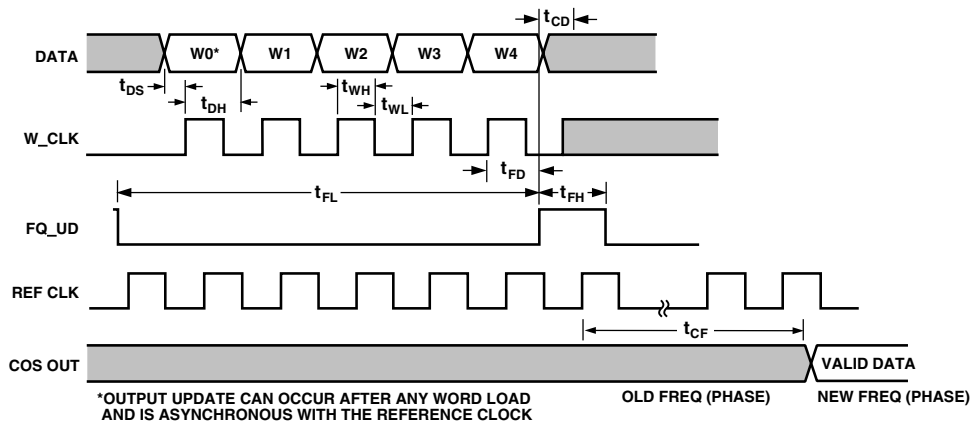 tCD
DATA
W0*
W1
W2
W3
W4
tDS
tDH
tWH
tWL
W_CLK
tFD
tFL
tFH
FQ_UD
REF CLK
tCF
COS OUT
VALID DATA
*OUTPUT UPDATE CAN OCCUR AFTER ANY WORD LOAD
AND IS ASYNCHRONOUS WITH THE REFERENCE CLOCK
OLD FREQ (PHASE)
NEW FREQ (PHASE)